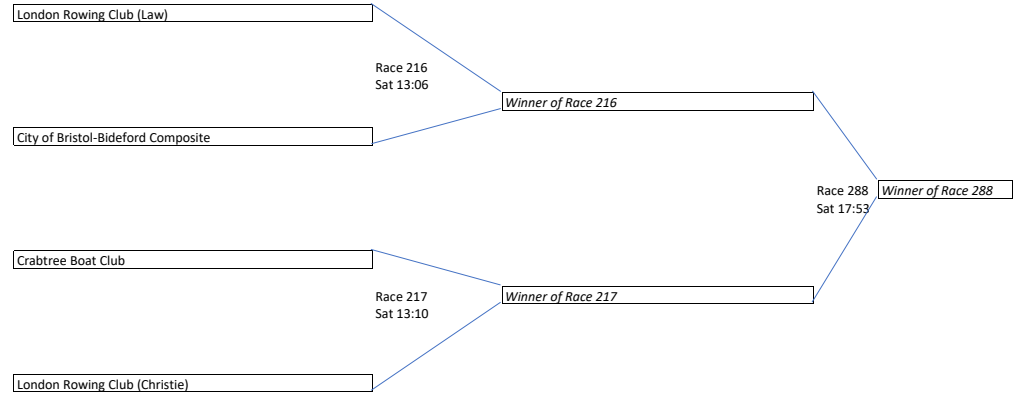 London Rowing Club (Law)
Race 216
Sat 13:06
Winner of Race 216
City of Bristol-Bideford Composite
Race 288
Sat 17:53
Winner of Race 288
Crabtree Boat Club
Race 217
Sat 13:10
Winner of Race 217
London Rowing Club (Christie)